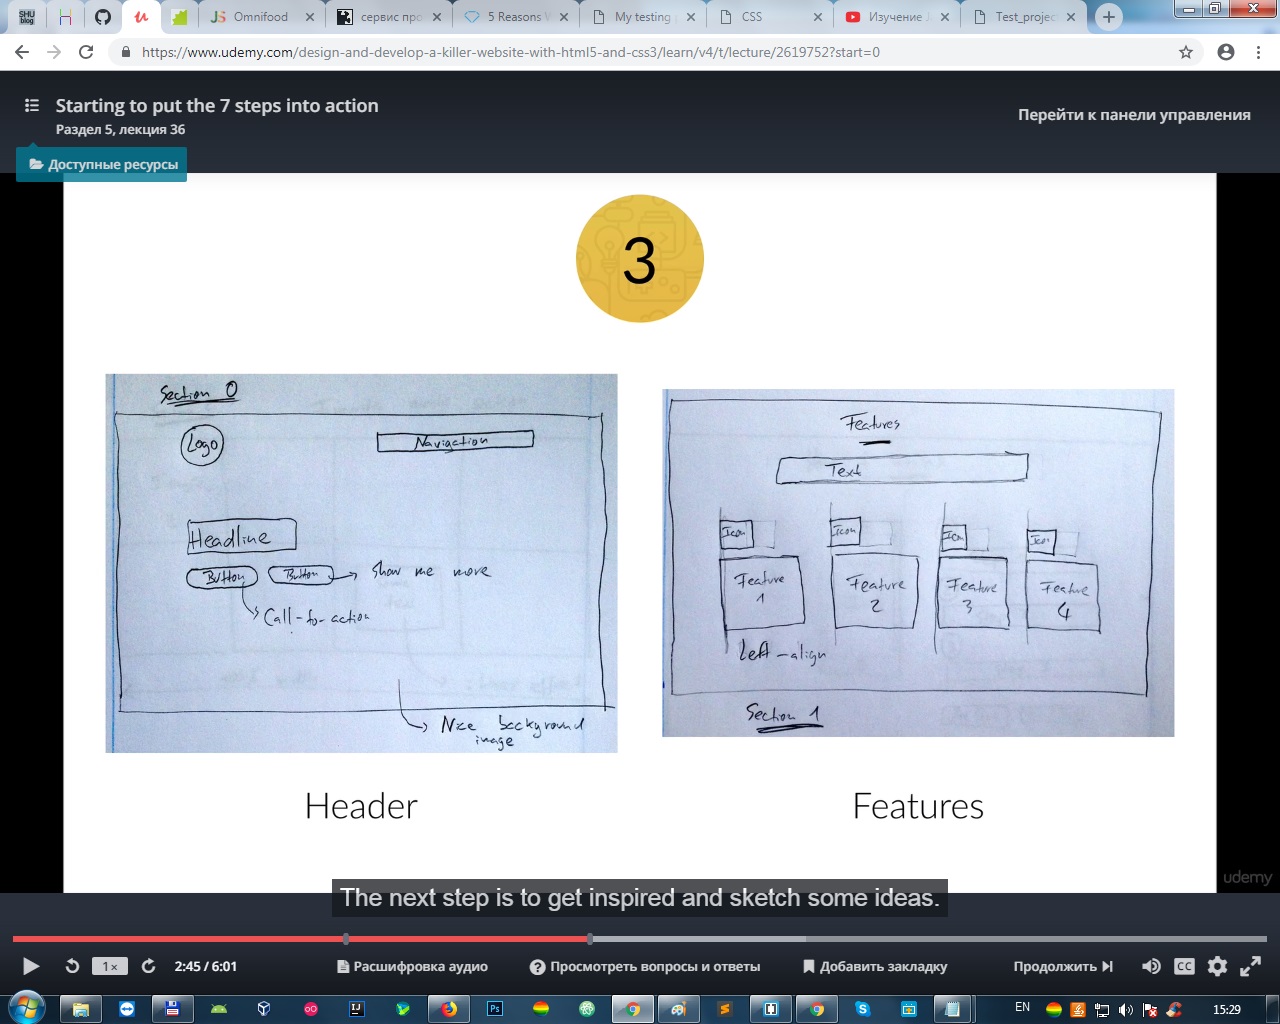 SHU
blog
Omnifood
сервис про
5 Reasons W
My testing
CSS
Изучение J
Test_project
https://www.udemy.com/design-and-develop-a-killer-website-with-html5-and-css3/learn/v4/t/lecture/2619752?start=0
Starting to put the 7 steps into action
Раздел 5, лекция 36
Перейти к панели управления
Доступные ресурсы
3
Section 0
Logo
Navigation
Headline
Button
Button
Show me more
Call-to-action
Nice background
image
Features
Text
Icon
Icon
Icon
Icon
Feature
1
Feature
2
Feature
3
Feature
4
Left-align
Section 1
Header
Features
udemy
The next step is to get inspired and sketch some ideas.
1×
2:45 / 6:01
Расшифровка аудио
Просмотреть вопросы и ответы
Добавить закладку
Продолжить
CC
EN
15:29